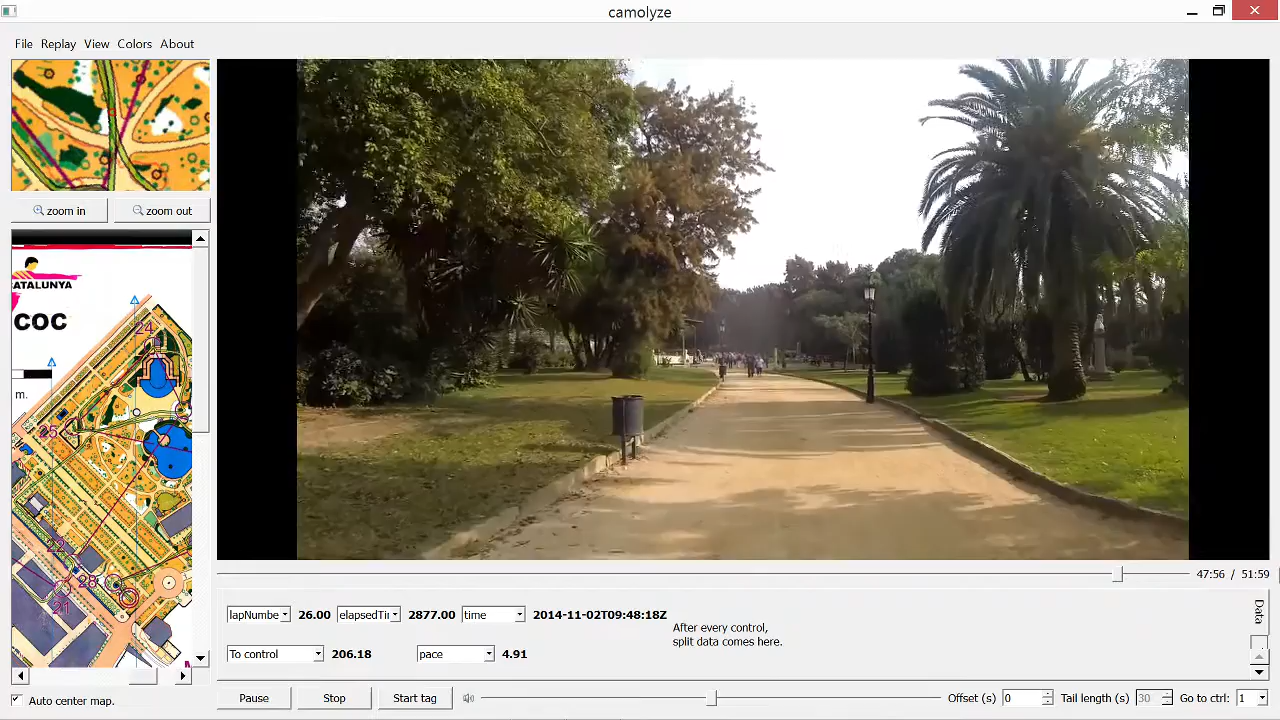 camolyze
File Replay View Colors About
zoom in zoom out
CATALUNYA
COC
m.
24
25
22
28
21
47:56 / 51:59
lapNumbe 26.00 elapsedTi 2877.00 time 2014-11-02T09:48:18Z
After every control,
split data comes here.
Data
To control 206.18 pace 4.91
Auto center map.
Pause Stop Start tag Offset (s) 0 Tail length (s) 30 Go to ctrl: 1